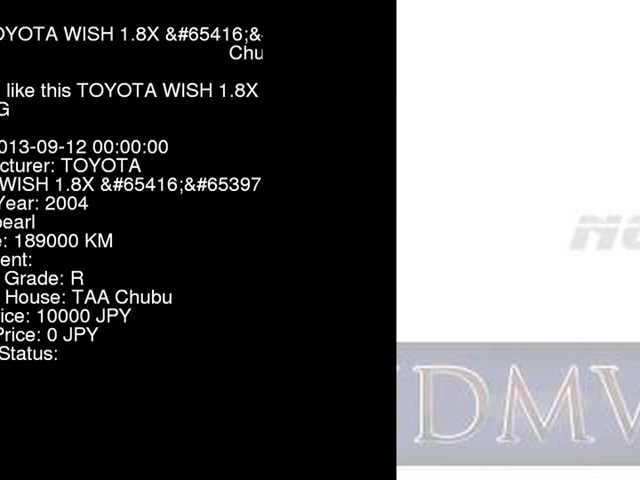 OYOTA WISH 1.8X &#65416;&
Chu
like this TOYOTA WISH 1.8X
G
013-09-12 00:00:00
cturer: TOYOTA
WISH 1.8X &#65416;&#65397
Year: 2004
pearl
e: 189000 KM
ent:
Grade: R
House: TAA Chubu
ice: 10000 JPY
Price: 0 JPY
Status:
DMV